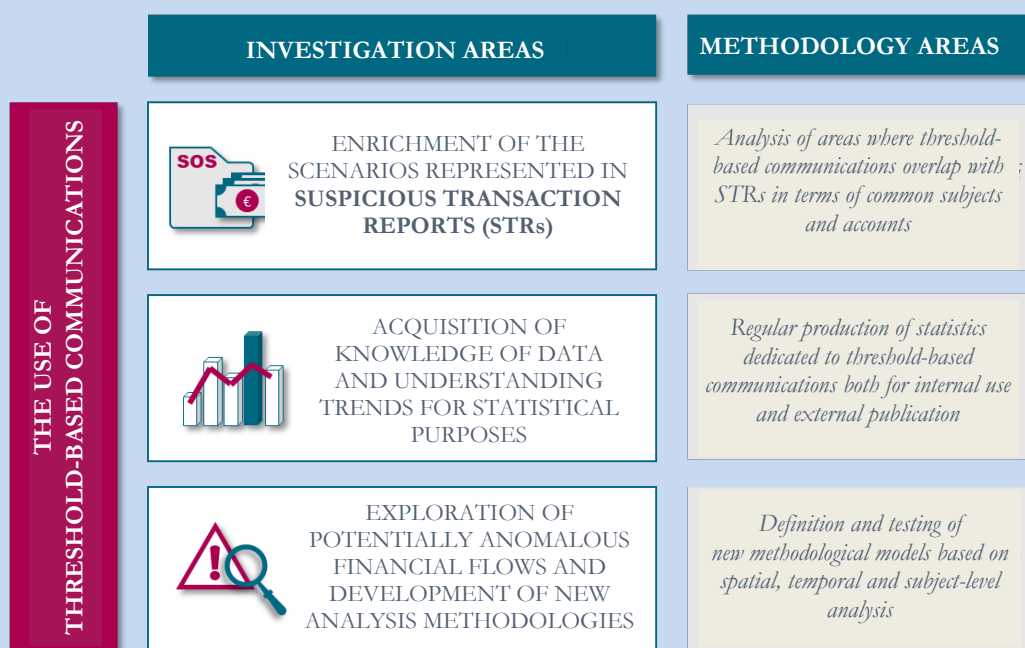 INVESTIGATION AREAS
METHODOLOGY AREAS
THE USE OF
THRESHOLD-BASED COMMUNICATIONS
SOS
€
ENRICHMENT OF THE
SCENARIOS REPRESENTED IN
SUSPICIOUS TRANSACTION
REPORTS (STRs)
Analysis of areas where threshold-
based communications overlap with
STRs in terms of common subjects
and accounts
ACQUISITION OF
KNOWLEDGE OF DATA
AND UNDERSTANDING
TRENDS FOR STATISTICAL
PURPOSES
Regular production of statistics
dedicated to threshold-based
communications both for internal use
and external publication
!
EXPLORATION OF
POTENTIALLY ANOMALOUS
FINANCIAL FLOWS AND
DEVELOPMENT OF NEW
ANALYSIS METHODOLOGIES
Definition and testing of
new methodological models based on
spatial, temporal and subject-level
analysis